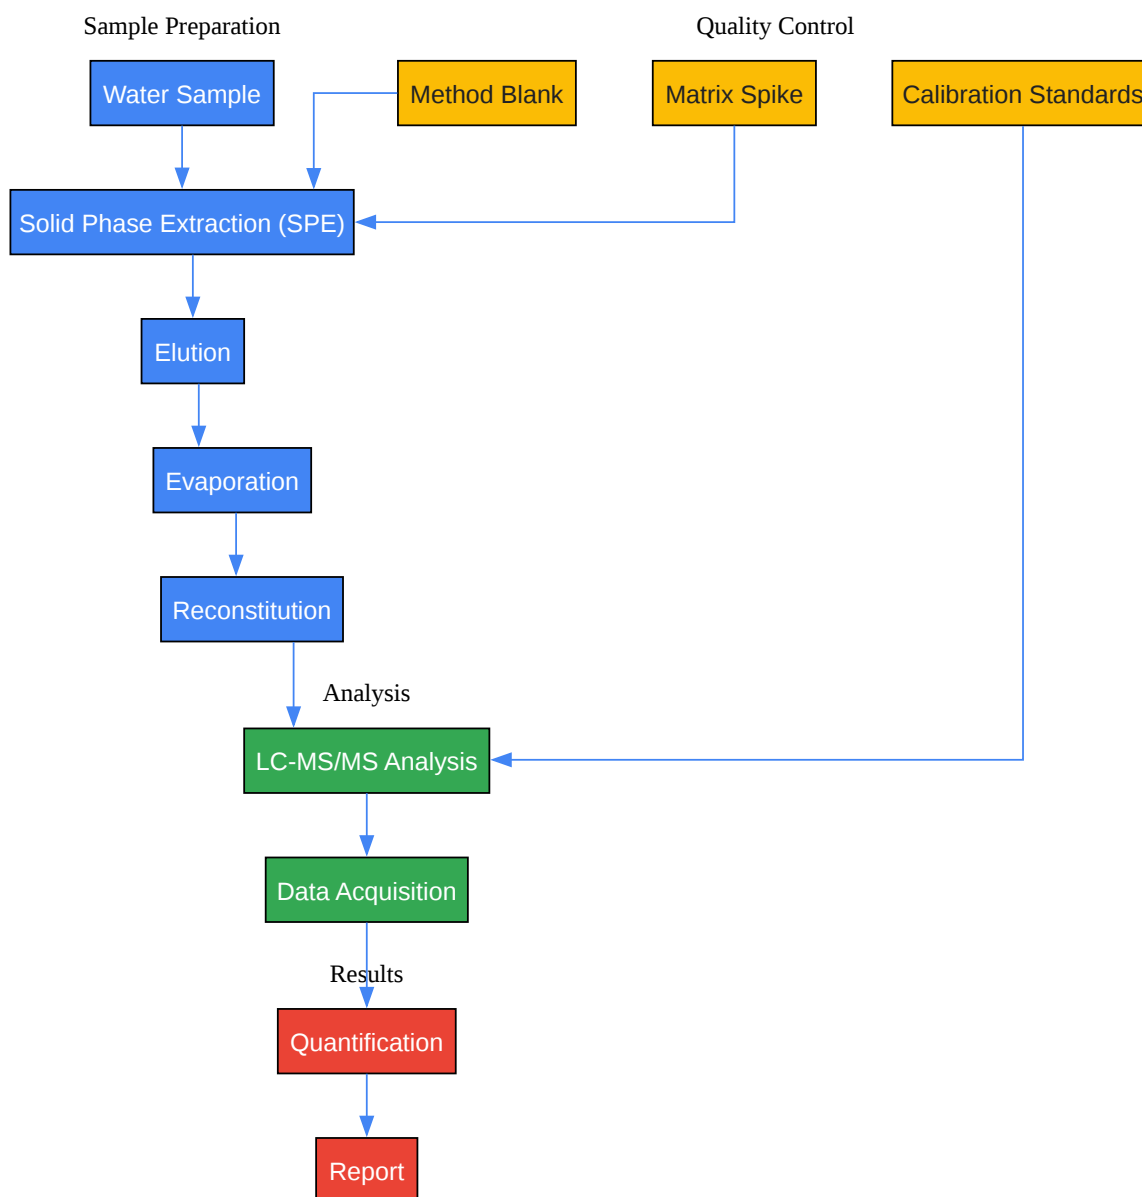 Sample Preparation
Quality Control
Water Sample
Method Blank
Matrix Spike
Calibration Standards
Solid Phase Extraction (SPE)
Elution
Evaporation
Reconstitution
Analysis
LC-MS/MS Analysis
Data Acquisition
Results
Quantification
Report